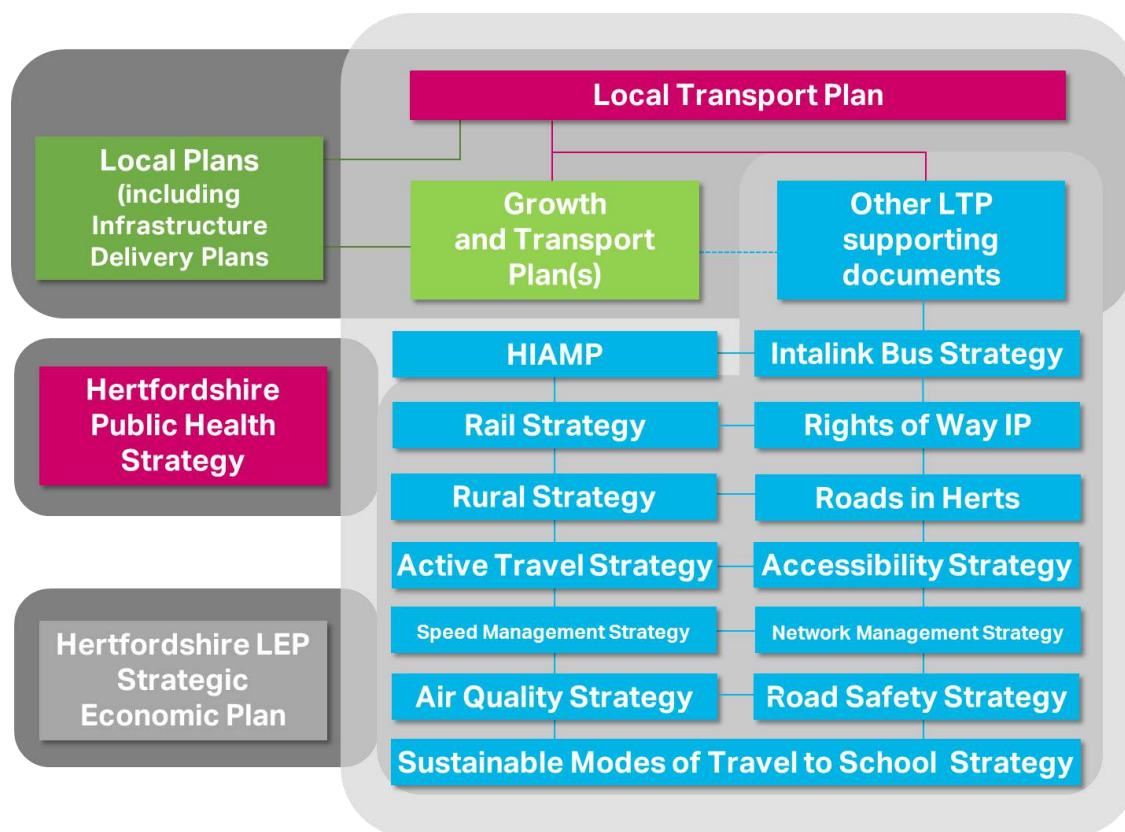 Local Transport Plan
Local Plans
(including
Infrastructure
Delivery Plans
Growth
and Transport
Plan(s)
Other LTP
supporting
documents
HIAMP
Intalink Bus Strategy
Hertfordshire
Public Health
Strategy
Rail Strategy
Rights of Way IP
Rural Strategy
Roads in Herts
Active Travel Strategy
Accessibility Strategy
Hertfordshire LEP
Strategic
Economic Plan
Speed Management Strategy
Network Management Strategy
Air Quality Strategy
Road Safety Strategy
Sustainable Modes of Travel to School Strategy